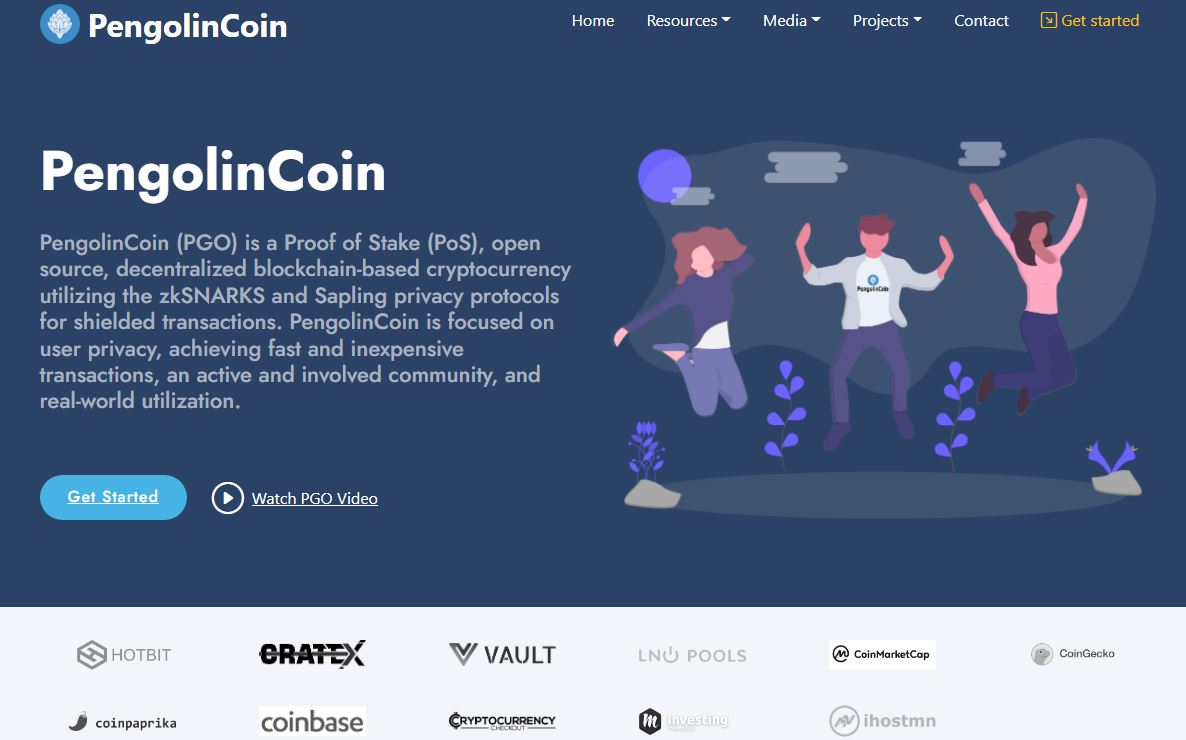 PengolinCoin
Home Resources Media Projects Contact Get started
PengolinCoin
PengolinCoin (PGO) is a Proof of Stake (PoS), open
source, decentralized blockchain-based cryptocurrency
utilizing the zkSNARKS and Sapling privacy protocols
for shielded transactions. PengolinCoin is focused on
user privacy, achieving fast and inexpensive
transactions, an active and involved community, and
real-world utilization.
PengolinCoin
Get Started Watch PGO Video
HOTBIT CRATEX VAULT LNO POOLS CoinMarketCap CoinGecko
coinpaprika coinbase CRYPTOCURRENCY CHECKOUT Investing ihostmn